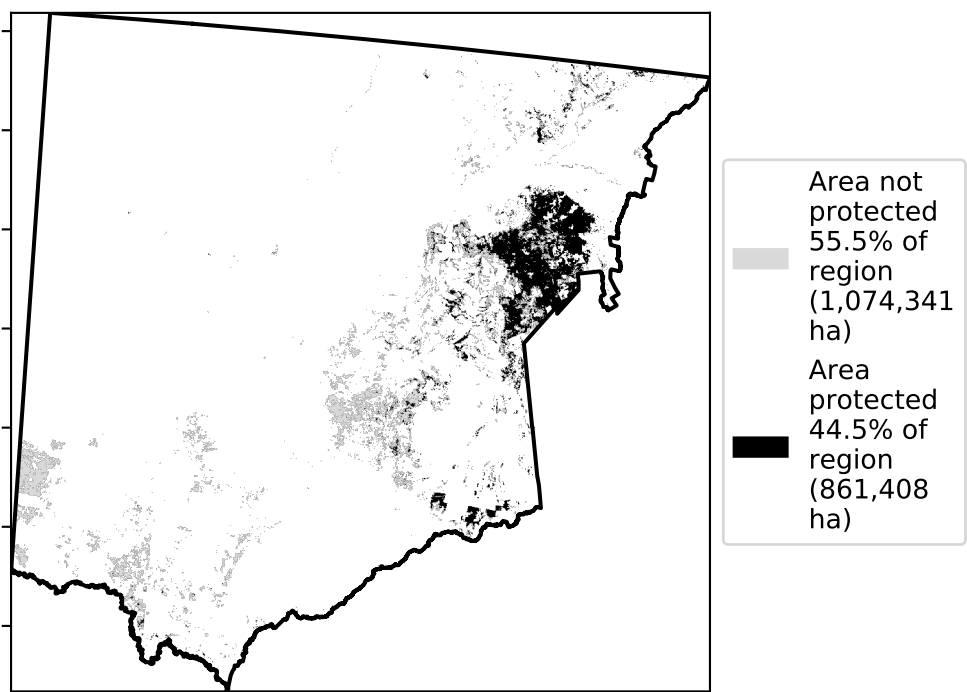 Area not
protected
55.5% of
region
(1,074,341
ha)
Area
protected
44.5% of
region
(861,408
ha)